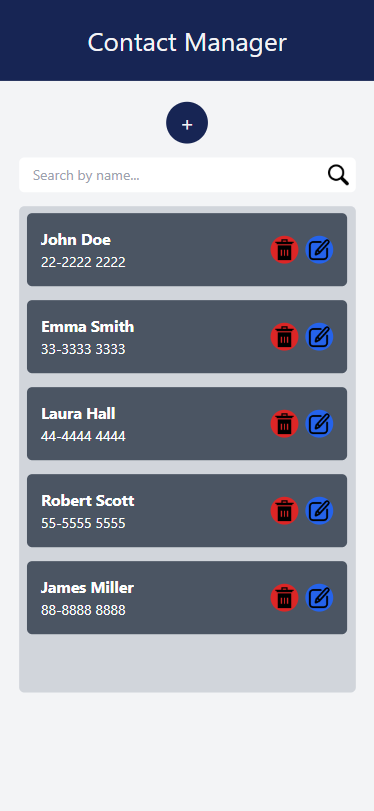 Contact Manager
+
Search by name...
John Doe
22-2222 2222
Emma Smith
33-3333 3333
Laura Hall
44-4444 4444
Robert Scott
55-5555 5555
James Miller
88-8888 8888